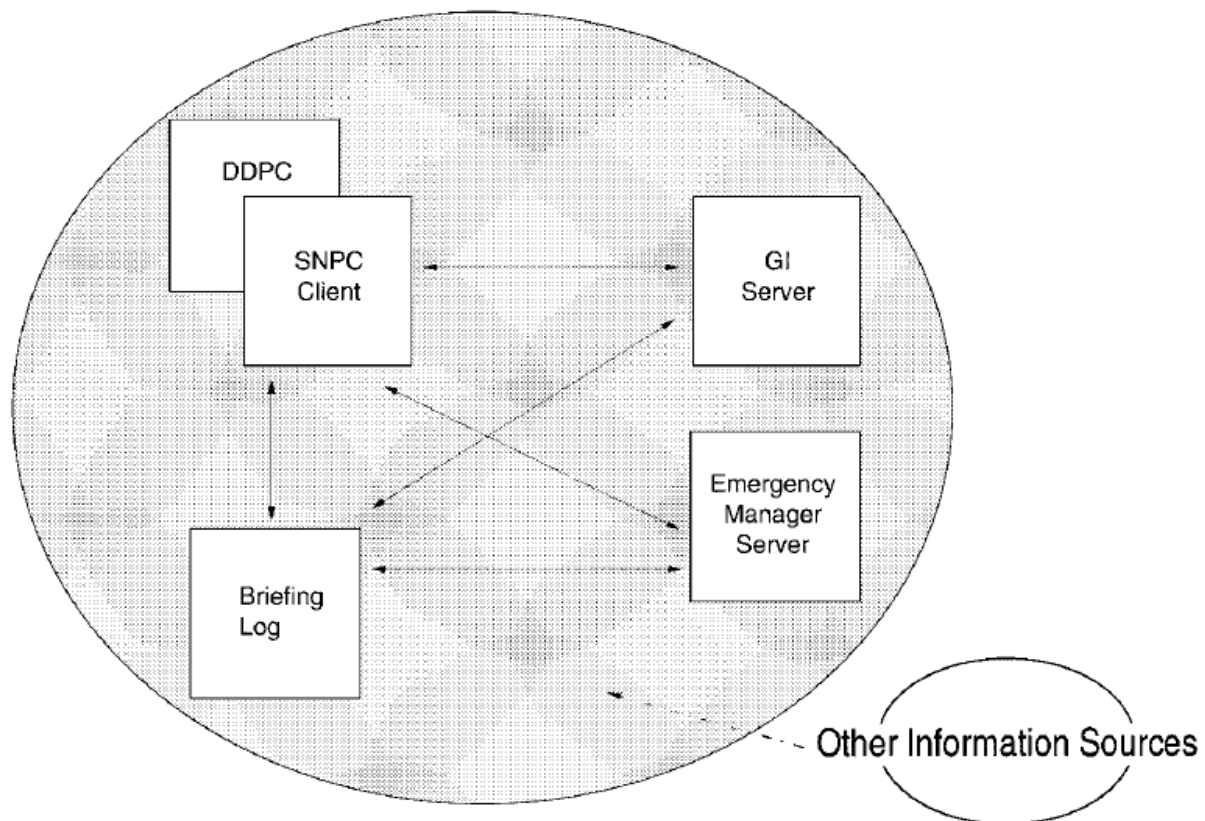 DDPC
SNPC
Client
GI
Server
Emergency
Manager
Server
Briefing
Log
Other Information Sources